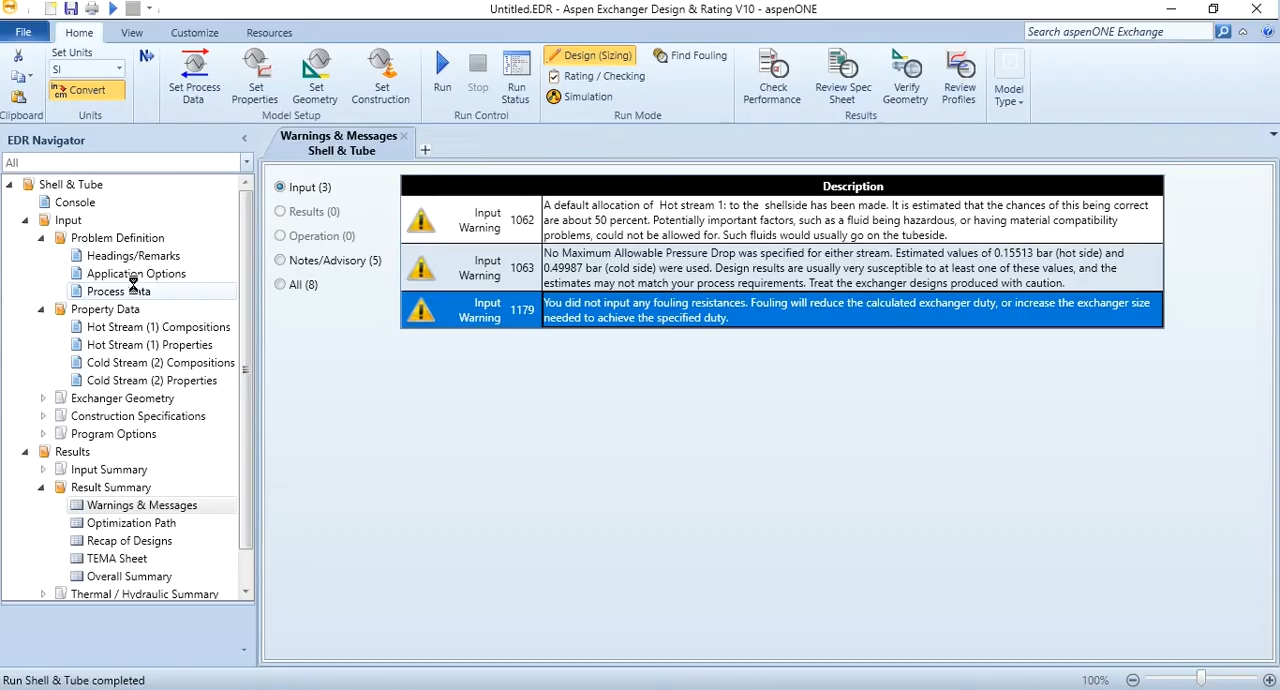 Untitled.EDR - Aspen Exchanger Design & Rating V10 - aspenONE
File
Home
View
Customize
Resources
Search aspenONE Exchange
Set Units
SI
in→
cm
Convert
Set Process
Data
Set
Properties
Set
Geometry
Set
Construction
Run
Stop
Run
Status
Design (Sizing)
Rating / Checking
Simulation
Find Fouling
Check
Performance
Review Spec
Sheet
Verify
Geometry
Review
Profiles
Model
Type
Clipboard
Units
Model Setup
Run Control
Run Mode
Results
EDR Navigator
All
Shell & Tube
Console
Input
Problem Definition
Headings/Remarks
Application Options
Process Data
Property Data
Hot Stream (1) Compositions
Hot Stream (1) Properties
Cold Stream (2) Compositions
Cold Stream (2) Properties
Exchanger Geometry
Construction Specifications
Program Options
Results
Input Summary
Result Summary
Warnings & Messages
Optimization Path
Recap of Designs
TEMA Sheet
Overall Summary
Thermal / Hydraulic Summary
Warnings & Messages
Shell & Tube
Input (3)
Results (0)
Operation (0)
Notes/Advisory (5)
All (8)
Description
Input
Warning
1062
A default allocation of Hot stream 1: to the shellside has been made. It is estimated that the chances of this being correct
are about 50 percent. Potentially important factors, such as a fluid being hazardous, or having material compatibility
problems, could not be allowed for. Such fluids would usually go on the tubeside.
Input
Warning
1063
No Maximum Allowable Pressure Drop was specified for either stream. Estimated values of 0.15513 bar (hot side) and
0.49987 bar (cold side) were used. Design results are usually very susceptible to at least one of these values, and the
estimates may not match your process requirements. Treat the exchanger designs produced with caution.
Input
Warning
1179
You did not input any fouling resistances. Fouling will reduce the calculated exchanger duty, or increase the exchanger size
needed to achieve the specified duty.
Run Shell & Tube completed
100%